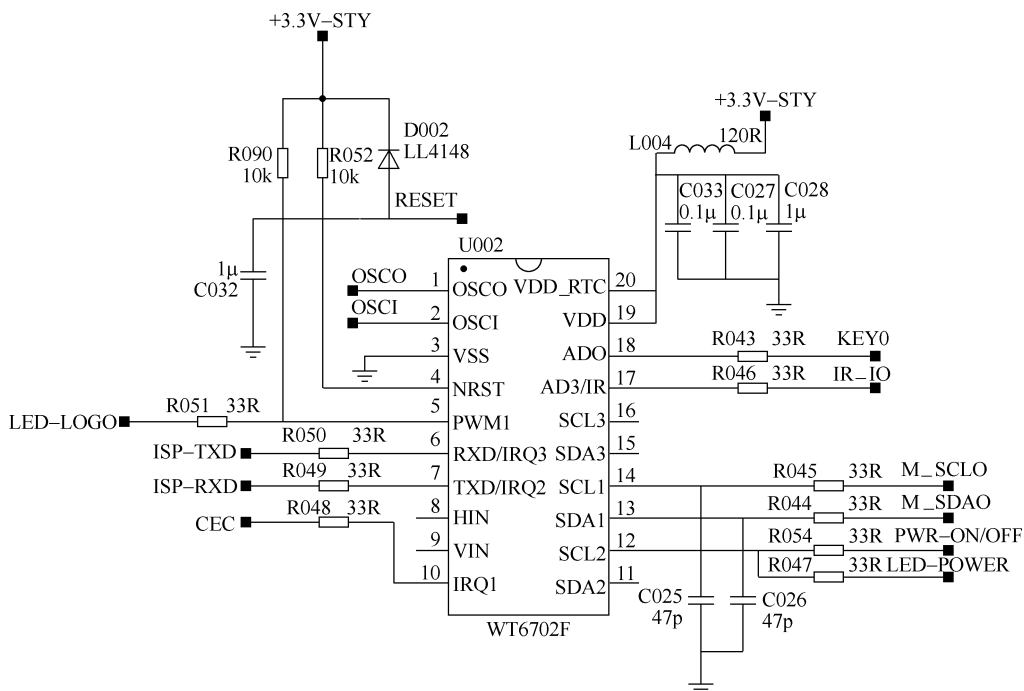 +3.3V–STY
+3.3V–STY
D002
LL4148
L004
120R
R090
10k
R052
10k
RESET
C033
0.1μ
C027
0.1μ
C028
1μ
U002
1μ
C032
OSCO
1
OSCO
VDD_RTC
20
OSCI
2
OSCI
VDD
19
3
VSS
ADO
18
R043
33R
KEY0
4
NRST
AD3/IR
17
R046
33R
IR_IO
LED–LOGO
R051
33R
5
PWM1
SCL3
16
ISP–TXD
R050
33R
6
RXD/IRQ3
SDA3
15
ISP–RXD
R049
33R
7
TXD/IRQ2
SCL1
14
R045
33R
M_SCLO
CEC
R048
33R
8
HIN
SDA1
13
R044
33R
M_SDAO
9
VIN
SCL2
12
R054
33R
PWR–ON/OFF
10
IRQ1
SDA2
11
R047
33R
LED–POWER
C025
47p
C026
47p
WT6702F